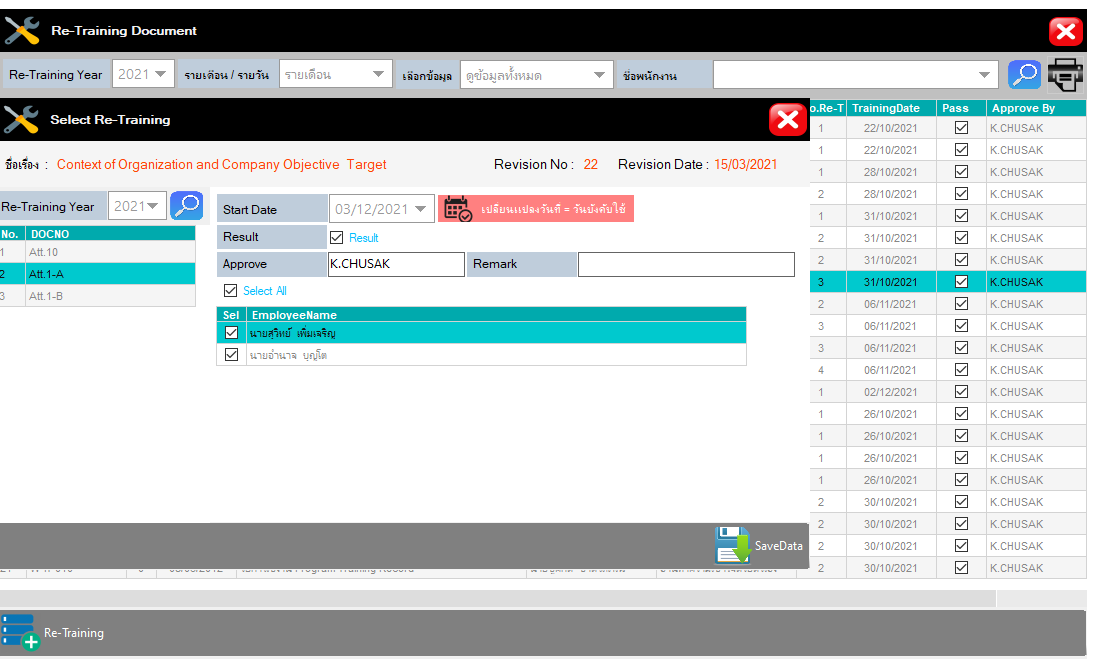 Re-Training Document
Re-Training Year 2021 รายเดือน / รายวัน รายเดือน เลือกข้อมูล ดูข้อมูลทั้งหมด ชื่อพนักงาน
Select Re-Training
ชื่อเรื่อง : Context of Organization and Company Objective Target Revision No : 22 Revision Date : 15/03/2021
Re-Training Year 2021
No. DOCNO
1 Att.10
2 Att.1-A
3 Att.1-B
Start Date 03/12/2021 เปลี่ยนแปลงวันที่ = วันบังคับใช้
Result Result
Approve K.CHUSAK Remark
Select All
Sel EmployeeName
นายสุวิทย์ เพิ่มเจริญ
นายอำนาจ บุญโต
SaveData
o.Re-T TrainingDate Pass Approve By
1 22/10/2021 K.CHUSAK
1 22/10/2021 K.CHUSAK
1 28/10/2021 K.CHUSAK
2 28/10/2021 K.CHUSAK
1 31/10/2021 K.CHUSAK
2 31/10/2021 K.CHUSAK
2 31/10/2021 K.CHUSAK
3 31/10/2021 K.CHUSAK
2 06/11/2021 K.CHUSAK
3 06/11/2021 K.CHUSAK
3 06/11/2021 K.CHUSAK
4 06/11/2021 K.CHUSAK
1 02/12/2021 K.CHUSAK
1 26/10/2021 K.CHUSAK
1 26/10/2021 K.CHUSAK
1 26/10/2021 K.CHUSAK
1 26/10/2021 K.CHUSAK
2 30/10/2021 K.CHUSAK
2 30/10/2021 K.CHUSAK
2 30/10/2021 K.CHUSAK
2 30/10/2021 K.CHUSAK
Re-Training